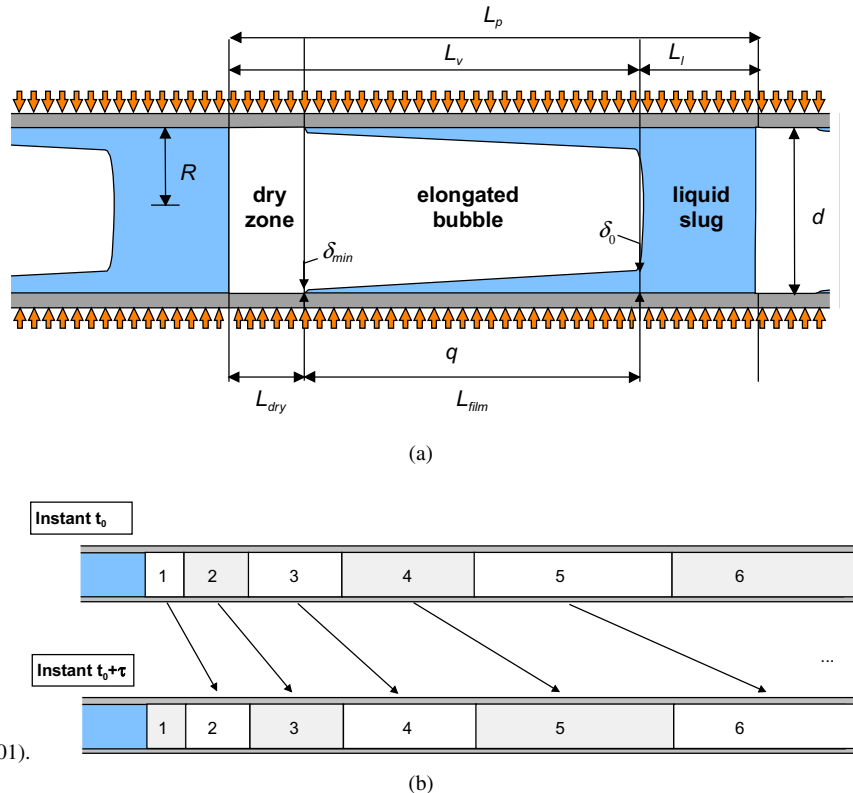 L_p
L_v
L_l
R
dry zone
elongated bubble
liquid slug
d
δ_min
δ_0
q
L_dry
L_film
(a)
Instant t_0
1 2 3 4 5 6
...
Instant t_0+τ
1 2 3 4 5 6
01).
(b)